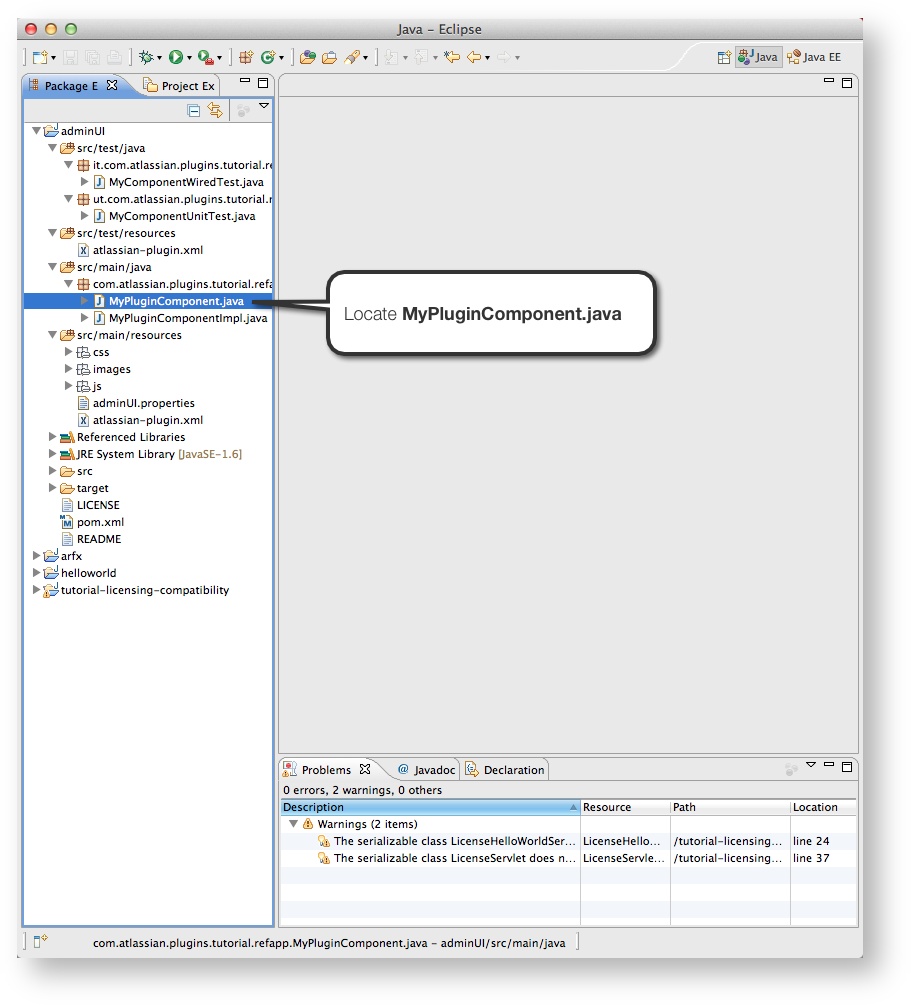 Java – Eclipse
Java
Java EE
Package E
Project Ex
adminUI
src/test/java
it.com.atlassian.plugins.tutorial.re
MyComponentWiredTest.java
ut.com.atlassian.plugins.tutorial.r
MyComponentUnitTest.java
src/test/resources
atlassian-plugin.xml
src/main/java
com.atlassian.plugins.tutorial.refa
MyPluginComponent.java
MyPluginComponentImpl.java
src/main/resources
css
images
js
adminUI.properties
atlassian-plugin.xml
Referenced Libraries
JRE System Library [JavaSE-1.6]
src
target
LICENSE
pom.xml
README
arfx
helloworld
tutorial-licensing-compatibility
Locate MyPluginComponent.java
Problems
@ Javadoc
Declaration
0 errors, 2 warnings, 0 others
Description Resource Path Location
Warnings (2 items)
The serializable class LicenseHelloWorldSer... LicenseHello... /tutorial-licensing... line 24
The serializable class LicenseServlet does n... LicenseServle... /tutorial-licensing... line 37
com.atlassian.plugins.tutorial.refapp.MyPluginComponent.java – adminUI/src/main/java